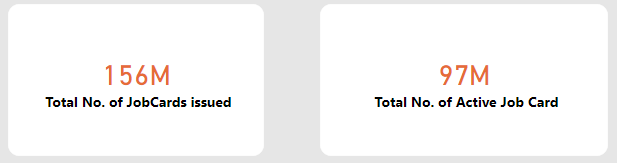 156M
Total No. of JobCards issued
97M
Total No. of Active Job Card